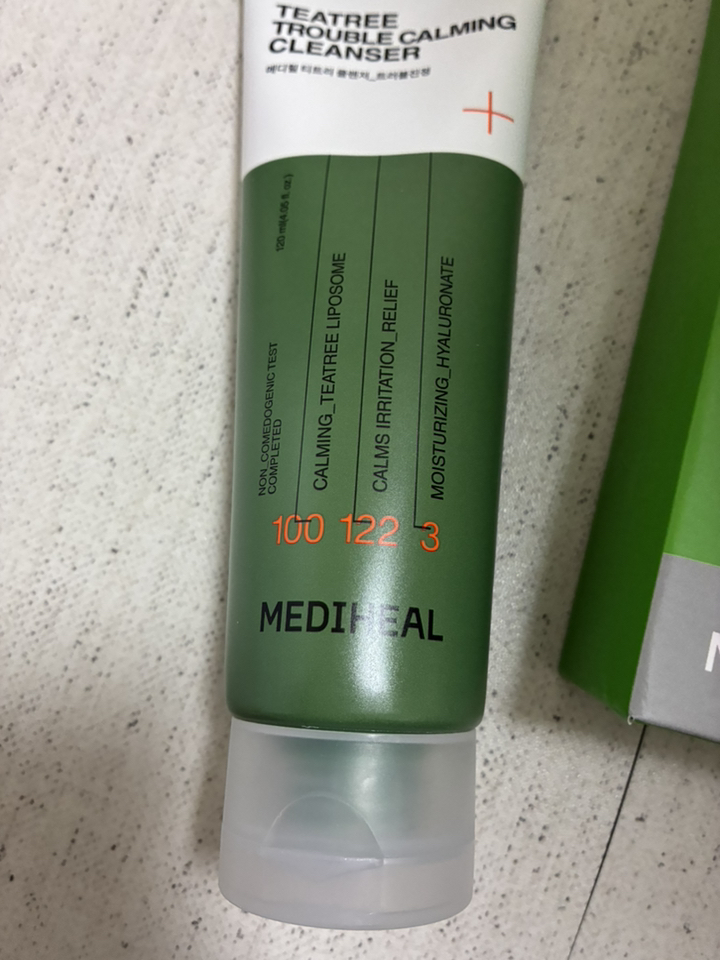 TEATREE
TROUBLE CALMING
CLEANSER
메디힐 티트리 클렌저_트러블진정
120 ml(4.05 fl. oz.)
NON_COMEDOGENIC TEST
COMPLETED
CALMING_TEATREE LIPOSOME
CALMS IRRITATION_RELIEF
MOISTURIZING_HYALURONATE
100 122 3
MEDIHEAL